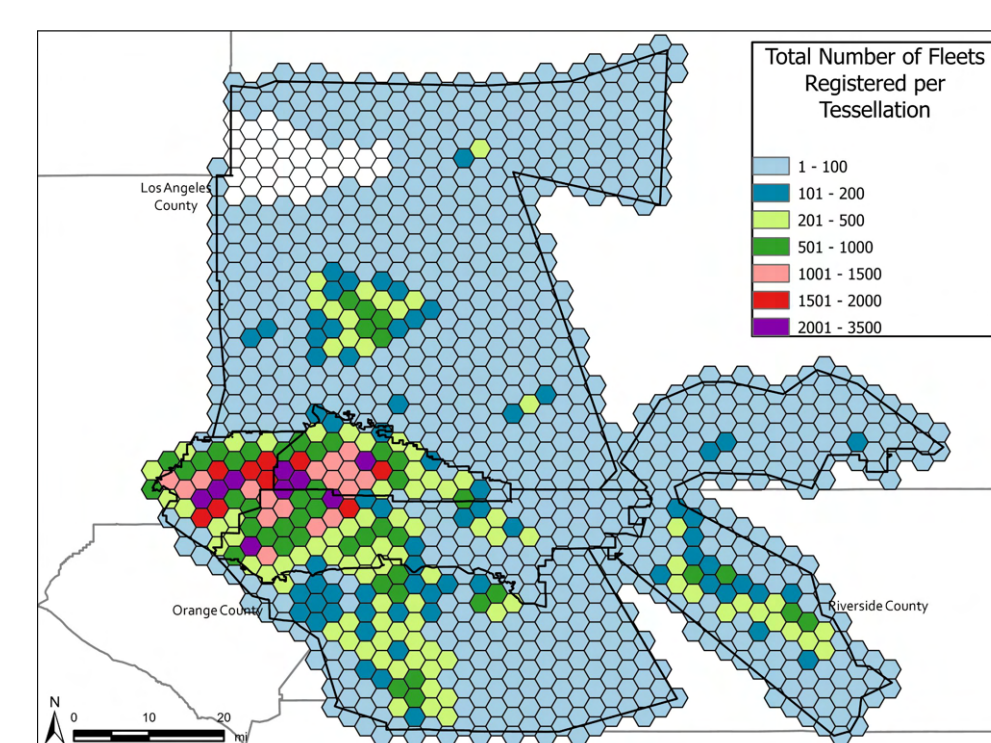 Total Number of Fleets
Registered per
Tessellation
1 - 100
101 - 200
201 - 500
501 - 1000
1001 - 1500
1501 - 2000
2001 - 3500
Los Angeles
County
Orange County
Riverside County
N
0 10 20
mi